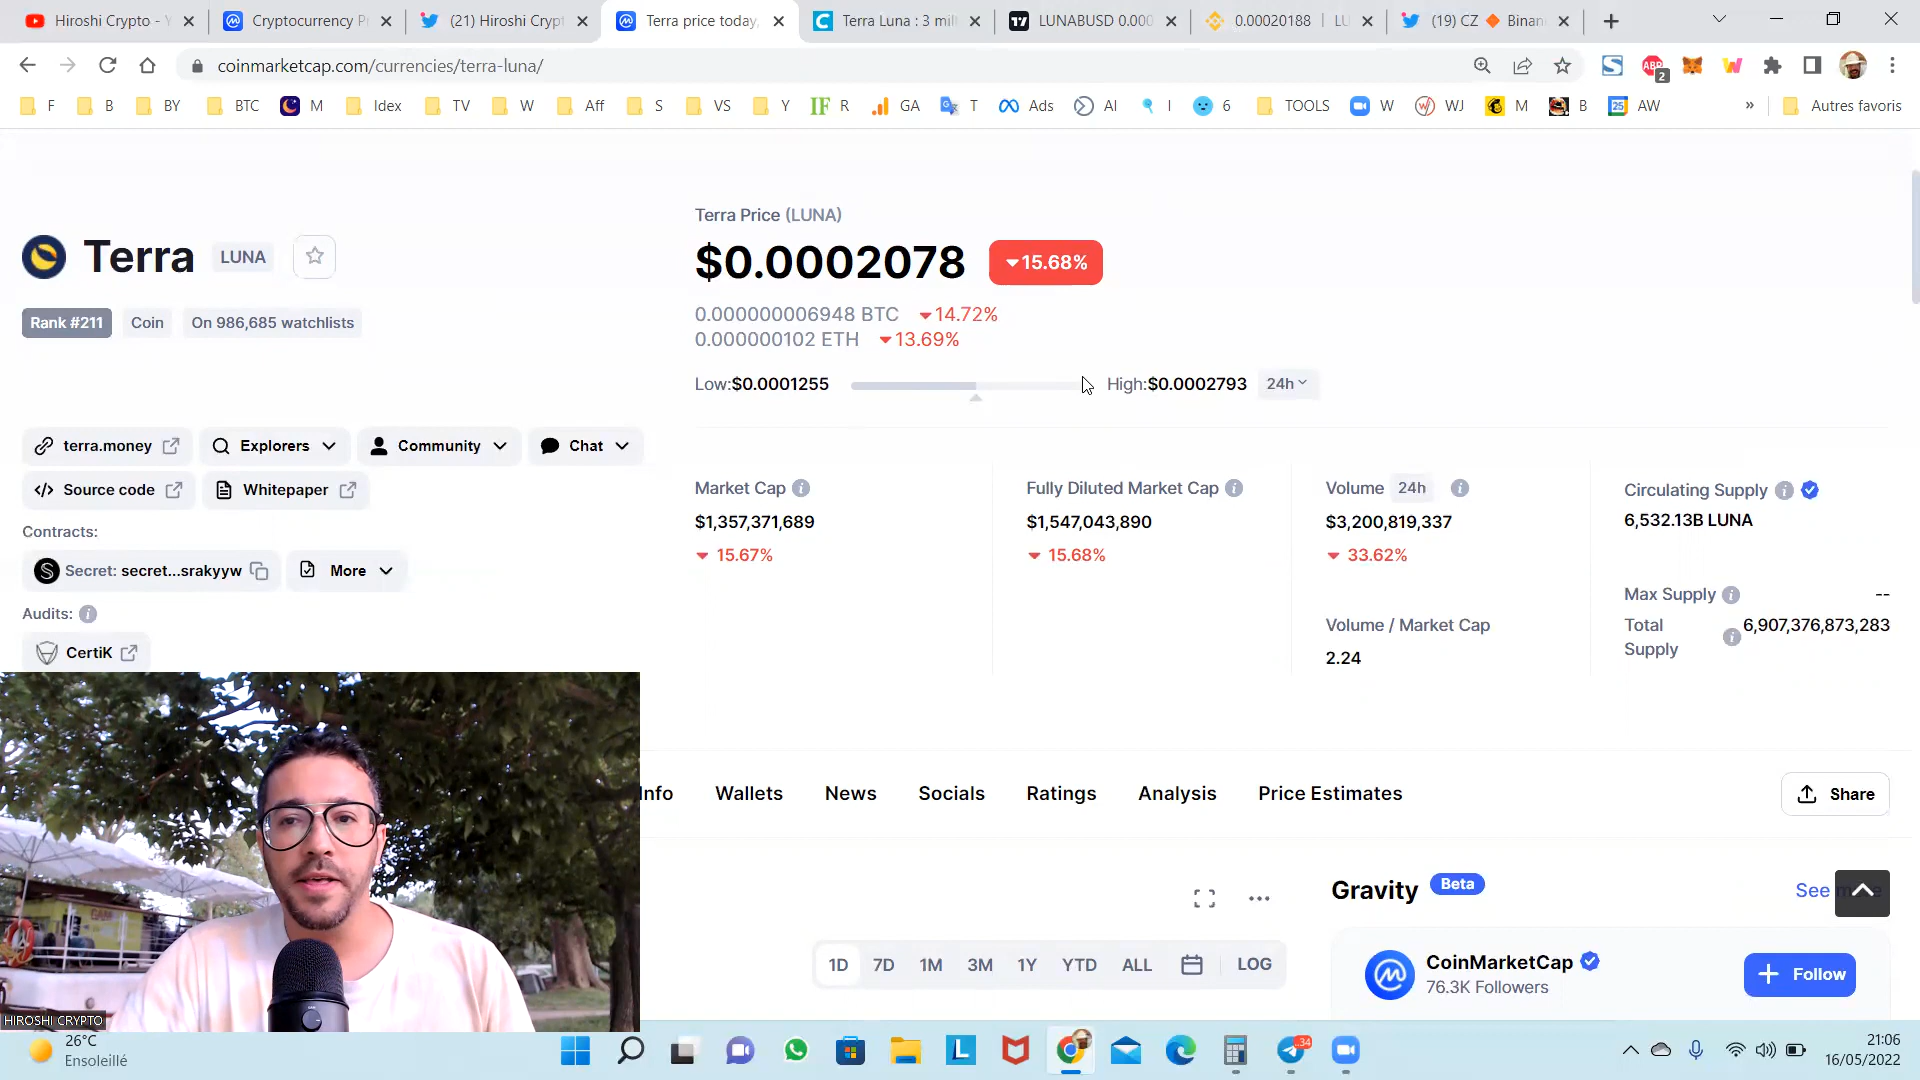 Hiroshi Crypto - Y
Cryptocurrency P
(21) Hiroshi Crypt
Terra price today,
Terra Luna : 3 mil
LUNABUSD 0.000
0.00020188 | LU
(19) CZ 🔶 Binan
coinmarketcap.com/currencies/terra-luna/
ABP
2
F
B
BY
BTC
M
Idex
TV
W
Aff
S
VS
Y
IF R
GA
T
Ads
AI
I
6
TOOLS
W
WJ
M
B
25 AW
»
Autres favoris
Terra LUNA
Rank #211
Coin
On 986,685 watchlists
Terra Price (LUNA)
$0.0002078
15.68%
0.000000006948 BTC 14.72%
0.000000102 ETH 13.69%
Low:$0.0001255
High:$0.0002793
24h
terra.money
Explorers
Community
Chat
Source code
Whitepaper
Contracts:
Secret: secret...srakyyw
More
Audits:
CertiK
Market Cap
$1,357,371,689
15.67%
Fully Diluted Market Cap
$1,547,043,890
15.68%
Volume 24h
$3,200,819,337
33.62%
Volume / Market Cap
2.24
Circulating Supply
6,532.13B LUNA
Max Supply --
Total Supply 6,907,376,873,283
Info
Wallets
News
Socials
Ratings
Analysis
Price Estimates
Share
1D
7D
1M
3M
1Y
YTD
ALL
LOG
Gravity Beta
See
CoinMarketCap
76.3K Followers
+ Follow
HIROSHI CRYPTO
26°C
Ensoleillé
L
34
21:06
16/05/2022